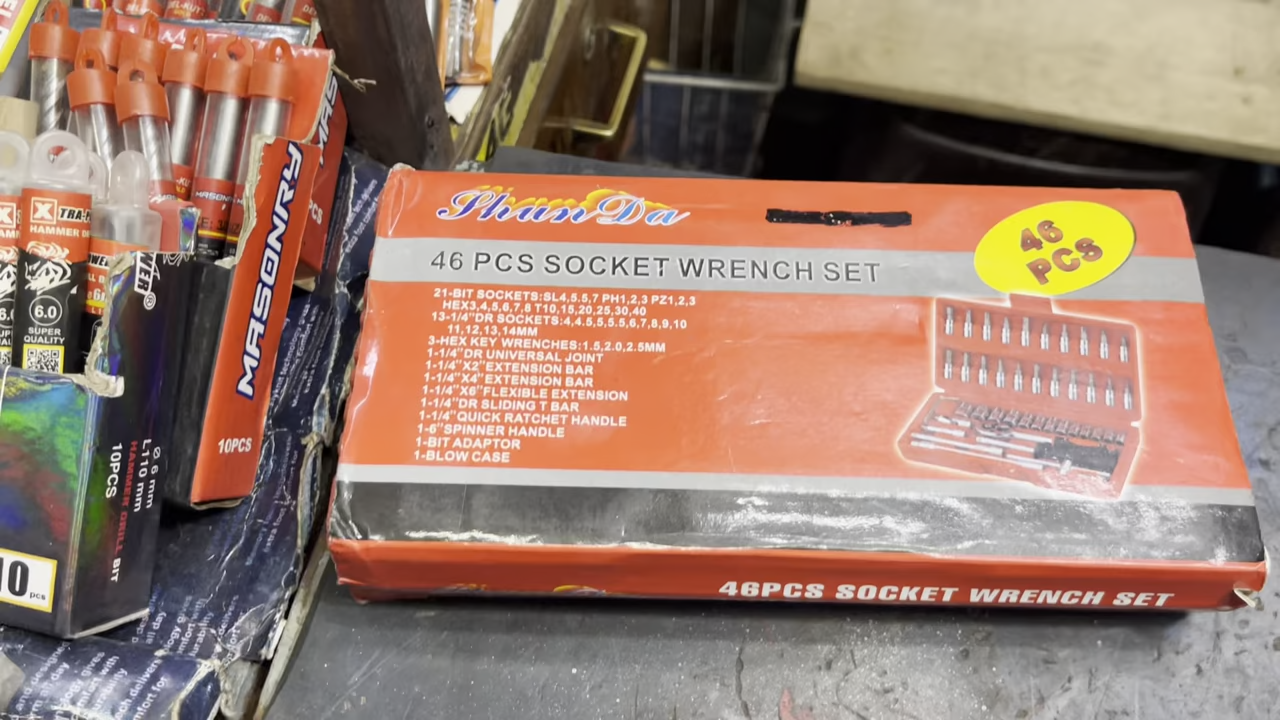 Shun Da
46 PCS SOCKET WRENCH SET
46
PCS
21-BIT SOCKETS:SL4,5.5,7 PH1,2,3 PZ1,2,3
HEX3,4,5,6,7,8 T10,15,20,25,30,40
13-1/4"DR SOCKETS:4,4.5,5,5.5,6,7,8,9,10
11,12,13,14MM
3-HEX KEY WRENCHES:1.5,2.0,2.5MM
1-1/4"DR UNIVERSAL JOINT
1-1/4"X2"EXTENSION BAR
1-1/4"X4"EXTENSION BAR
1-1/4"X6"FLEXIBLE EXTENSION
1-1/4"DR SLIDING T BAR
1-1/4"QUICK RATCHET HANDLE
1-6"SPINNER HANDLE
1-BIT ADAPTOR
1-BLOW CASE
46PCS SOCKET WRENCH SET
MASONRY
10PCS
PCS
X TRA-
HAMMER
6.0
SUPER
QUALITY
Ø 6 mm
L110 mm
HAMMER DRILL BIT
10PCS
10 pcs